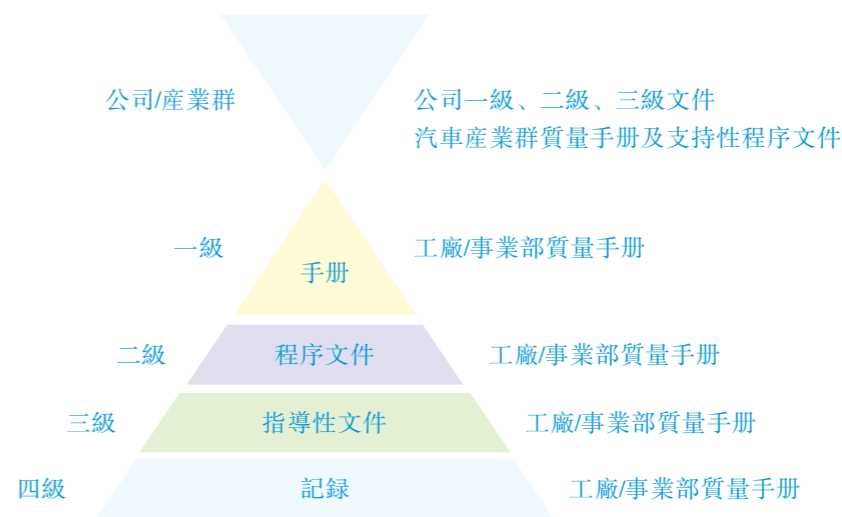 公司/産業群
公司一級、二級、三級文件
汽車産業群質量手册及支持性程序文件
一級
手册
工廠/事業部質量手册
二級
程序文件
工廠/事業部質量手册
三級
指導性文件
工廠/事業部質量手册
四級
記録
工廠/事業部質量手册